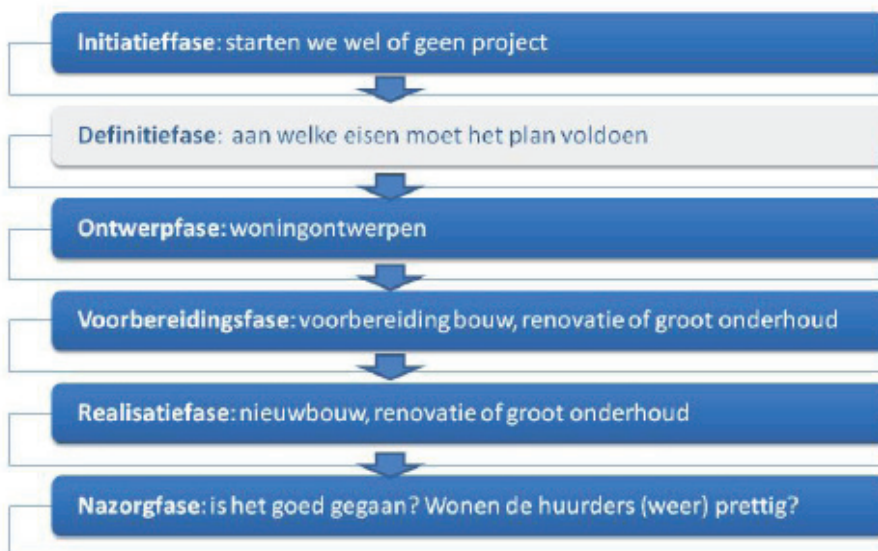 Initiatieffase: starten we wel of geen project
Definitiefase: aan welke eisen moet het plan voldoen
Ontwerpfase: woningontwerpen
Voorbereidingsfase: voorbereiding bouw, renovatie of groot onderhoud
Realisatiefase: nieuwbouw, renovatie of groot onderhoud
Nazorgfase: is het goed gegaan? Wonen de huurders (weer) prettig?